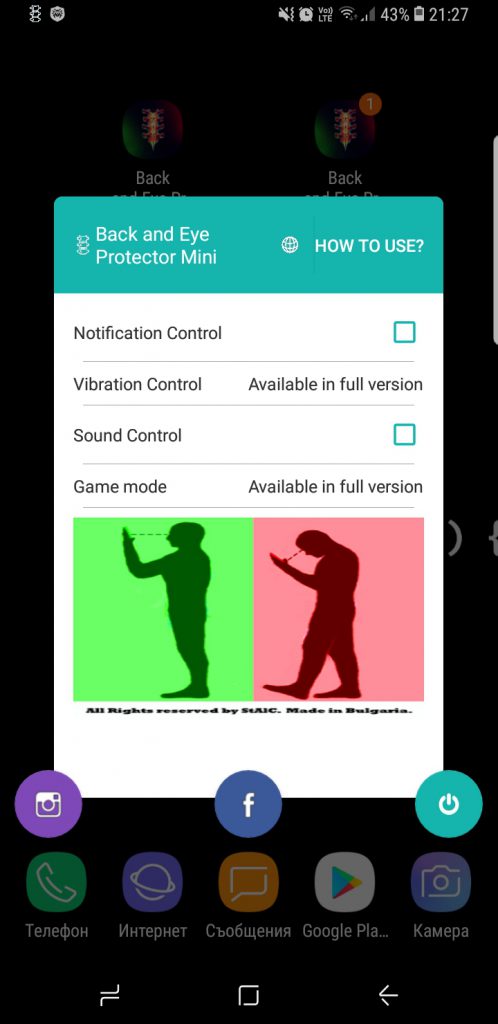 Vo))
LTE
43%
21:27
1
Back
Back
and Eye Pr
and Eye Pr
Back and Eye
Protector Mini
HOW TO USE?
Notification Control
Vibration Control Available in full version
Sound Control
Game mode Available in full version
All Rights reserved by StAlC. Made in Bulgaria.
f
Телефон
Интернет
Съобщения
Google Pla...
Камера